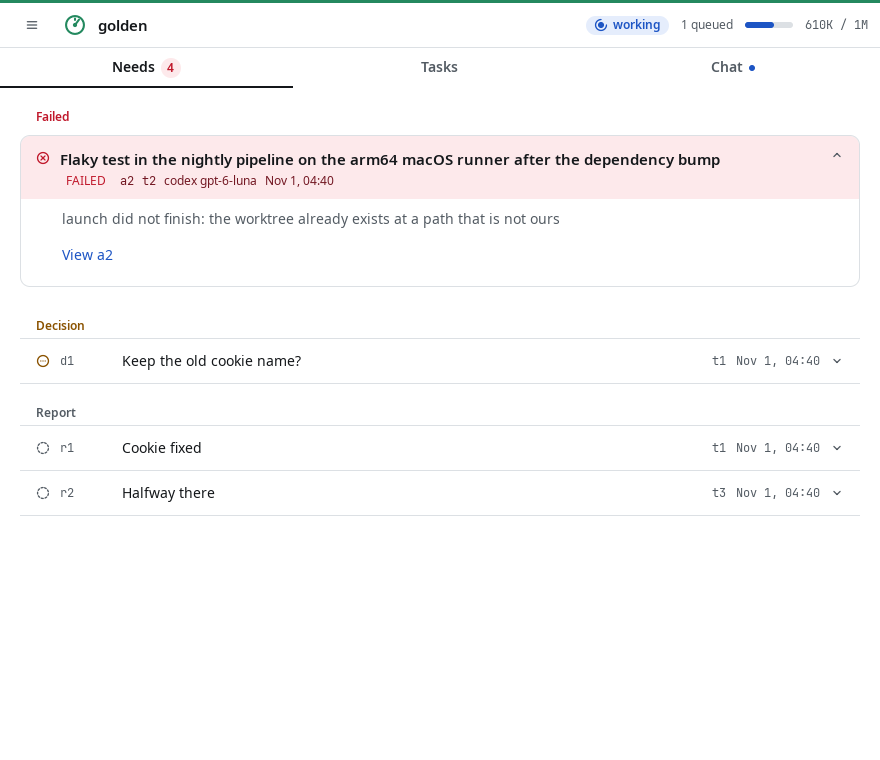 golden
working
1 queued
610K / 1M
Needs 4
Tasks
Chat
Failed
Flaky test in the nightly pipeline on the arm64 macOS runner after the dependency bump
FAILED a2 t2 codex gpt-6-luna Nov 1, 04:40
launch did not finish: the worktree already exists at a path that is not ours
View a2
Decision
d1 Keep the old cookie name? t1 Nov 1, 04:40
Report
r1 Cookie fixed t1 Nov 1, 04:40
r2 Halfway there t3 Nov 1, 04:40